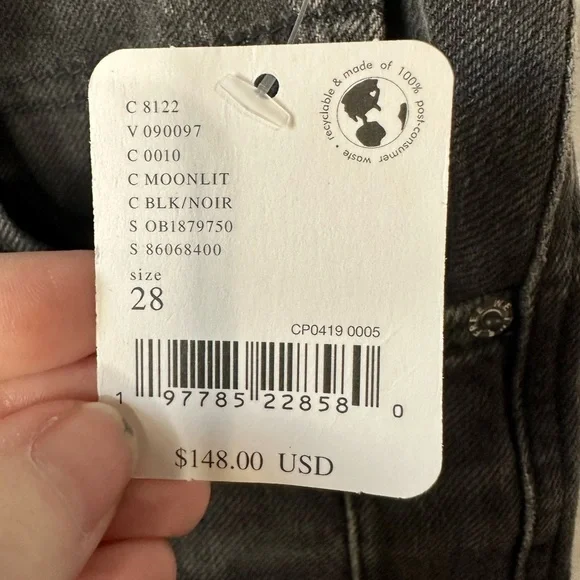 recyclable & made of 100% post-consumer waste •
C 8122
V 090097
C 0010
C MOONLIT
C BLK/NOIR
S OB1879750
S 86068400
size
28
CP0419 0005
1 97785 22858 0
$148.00 USD